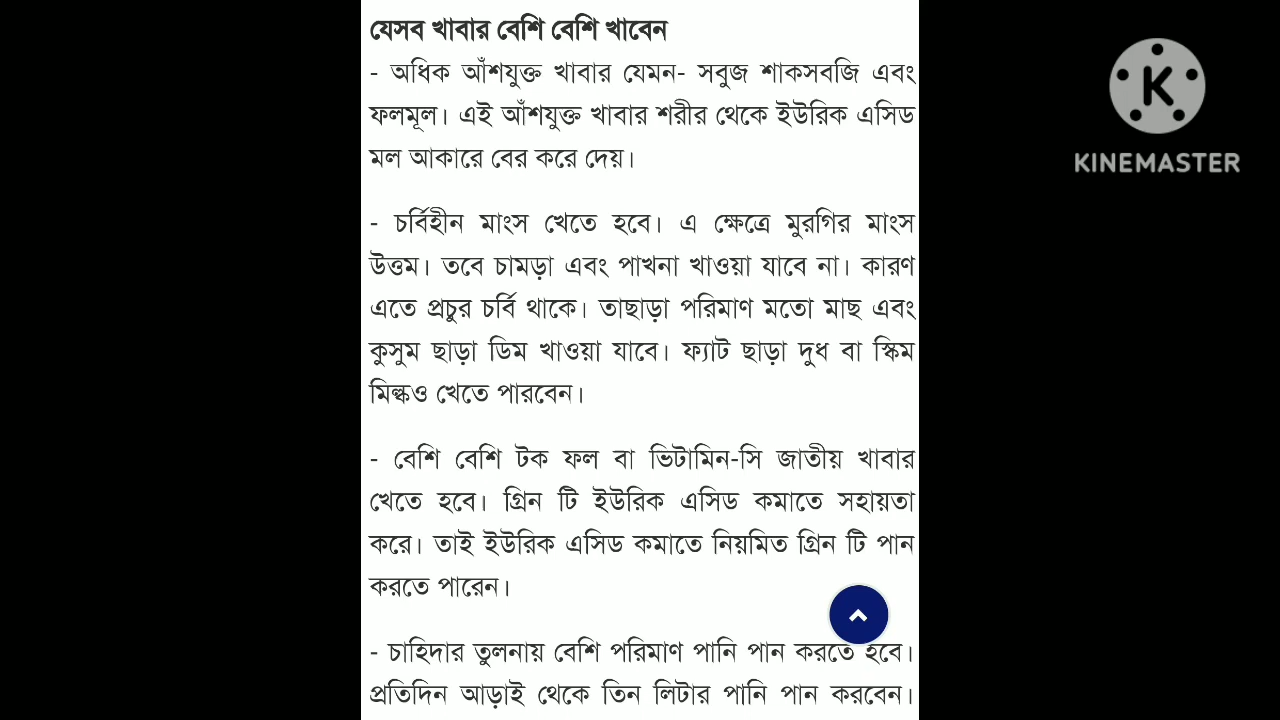 যেসব খাবার বেশি বেশি খাবেন
- অধিক আঁশযুক্ত খাবার যেমন- সবুজ শাকসবজি এবং
ফলমূল। এই আঁশযুক্ত খাবার শরীর থেকে ইউরিক এসিড
মল আকারে বের করে দেয়।
- চর্বিহীন মাংস খেতে হবে। এ ক্ষেত্রে মুরগির মাংস
উত্তম। তবে চামড়া এবং পাখনা খাওয়া যাবে না। কারণ
এতে প্রচুর চর্বি থাকে। তাছাড়া পরিমাণ মতো মাছ এবং
কুসুম ছাড়া ডিম খাওয়া যাবে। ফ্যাট ছাড়া দুধ বা স্কিম
মিল্কও খেতে পারবেন।
- বেশি বেশি টক ফল বা ভিটামিন-সি জাতীয় খাবার
খেতে হবে। গ্রিন টি ইউরিক এসিড কমাতে সহায়তা
করে। তাই ইউরিক এসিড কমাতে নিয়মিত গ্রিন টি পান
করতে পারেন।
- চাহিদার তুলনায় বেশি পরিমাণ পানি পান করতে হবে।
প্রতিদিন আড়াই থেকে তিন লিটার পানি পান করবেন।
K
KINEMASTER